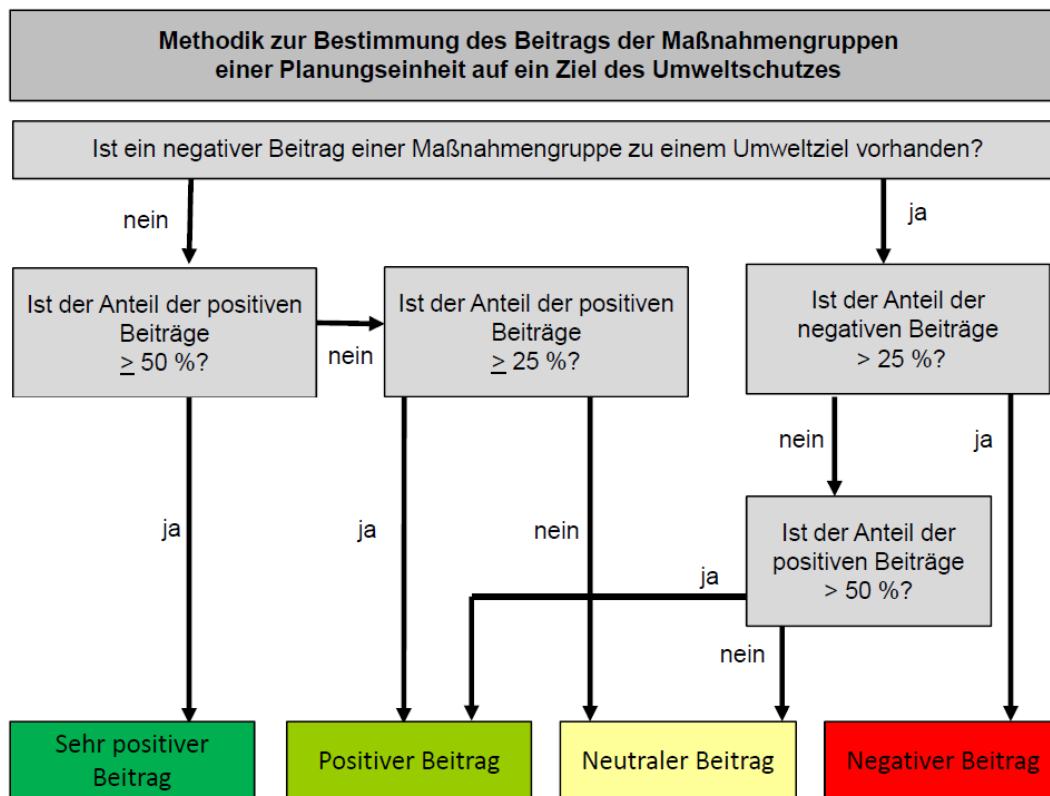 Methodik zur Bestimmung des Beitrags der Maßnahmengruppen
einer Planungseinheit auf ein Ziel des Umweltschutzes
Ist ein negativer Beitrag einer Maßnahmengruppe zu einem Umweltziel vorhanden?
nein
ja
Ist der Anteil der positiven
Beiträge
≥ 50 %?
nein
Ist der Anteil der positiven
Beiträge
≥ 25 %?
Ist der Anteil der
negativen Beiträge
> 25 %?
nein
ja
ja
ja
nein
Ist der Anteil der
positiven Beiträge
> 50 %?
ja
nein
Sehr positiver
Beitrag
Positiver Beitrag
Neutraler Beitrag
Negativer Beitrag